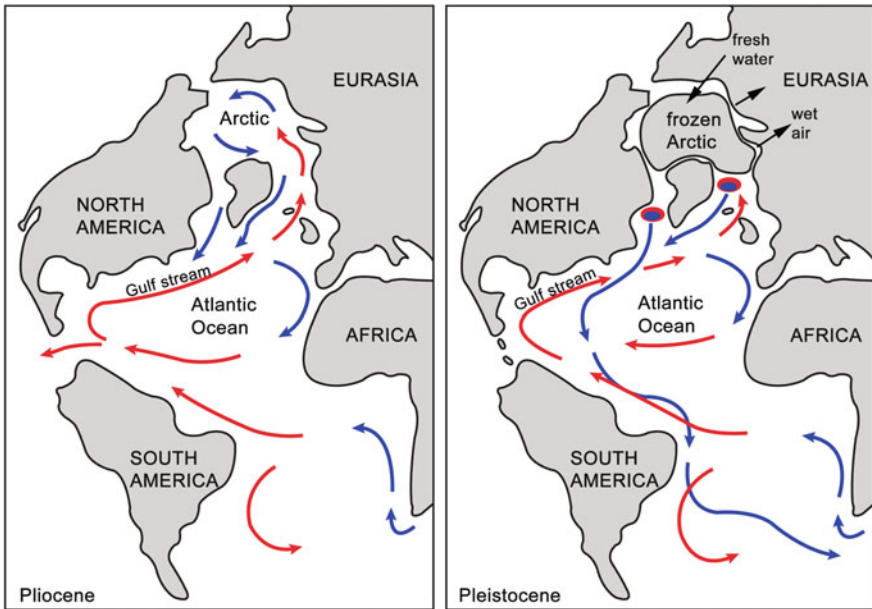 EURASIA
Arctic
NORTH
AMERICA
Gulf stream
Atlantic
Ocean
AFRICA
SOUTH
AMERICA
Pliocene
fresh
water
EURASIA
frozen
Arctic
wet
air
NORTH
AMERICA
Gulf stream
Atlantic
Ocean
AFRICA
SOUTH
AMERICA
Pleistocene